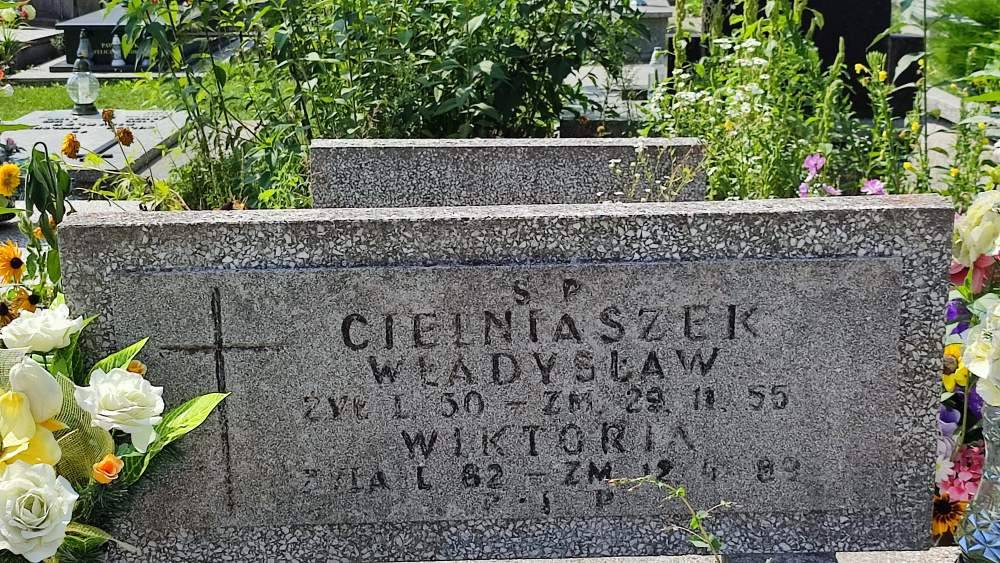 S P
CIELNIASZEK
WŁADYSŁAW
ŻYŁ L 50 - ZM. 29. 11. 55
WIKTORIA
ŻYŁA L 82 - ZM 12 4 89
P · I P